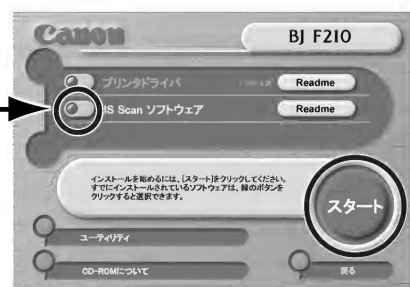 Canon
BJ F210
プリンタドライバ
Readme
IS Scan ソフトウェア
Readme
インストールを始めるには、[スタート]をクリックしてください。
すでにインストールされているソフトウェアは、緑のボタンを
クリックすると選択できます。
スタート
ユーティリティ
CD-ROMについて
戻る